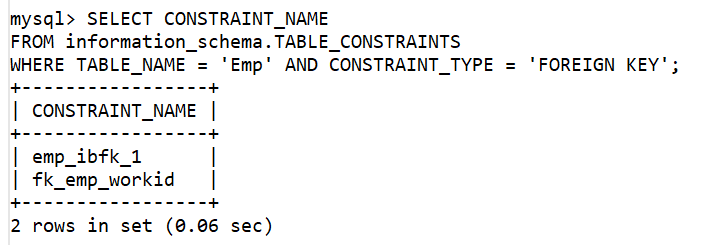 mysql> SELECT CONSTRAINT_NAME
FROM information_schema.TABLE_CONSTRAINTS
WHERE TABLE_NAME = 'Emp' AND CONSTRAINT_TYPE = 'FOREIGN KEY';
+-----------------+
| CONSTRAINT_NAME |
+-----------------+
| emp_ibfk_1      |
| fk_emp_workid   |
+-----------------+
2 rows in set (0.06 sec)